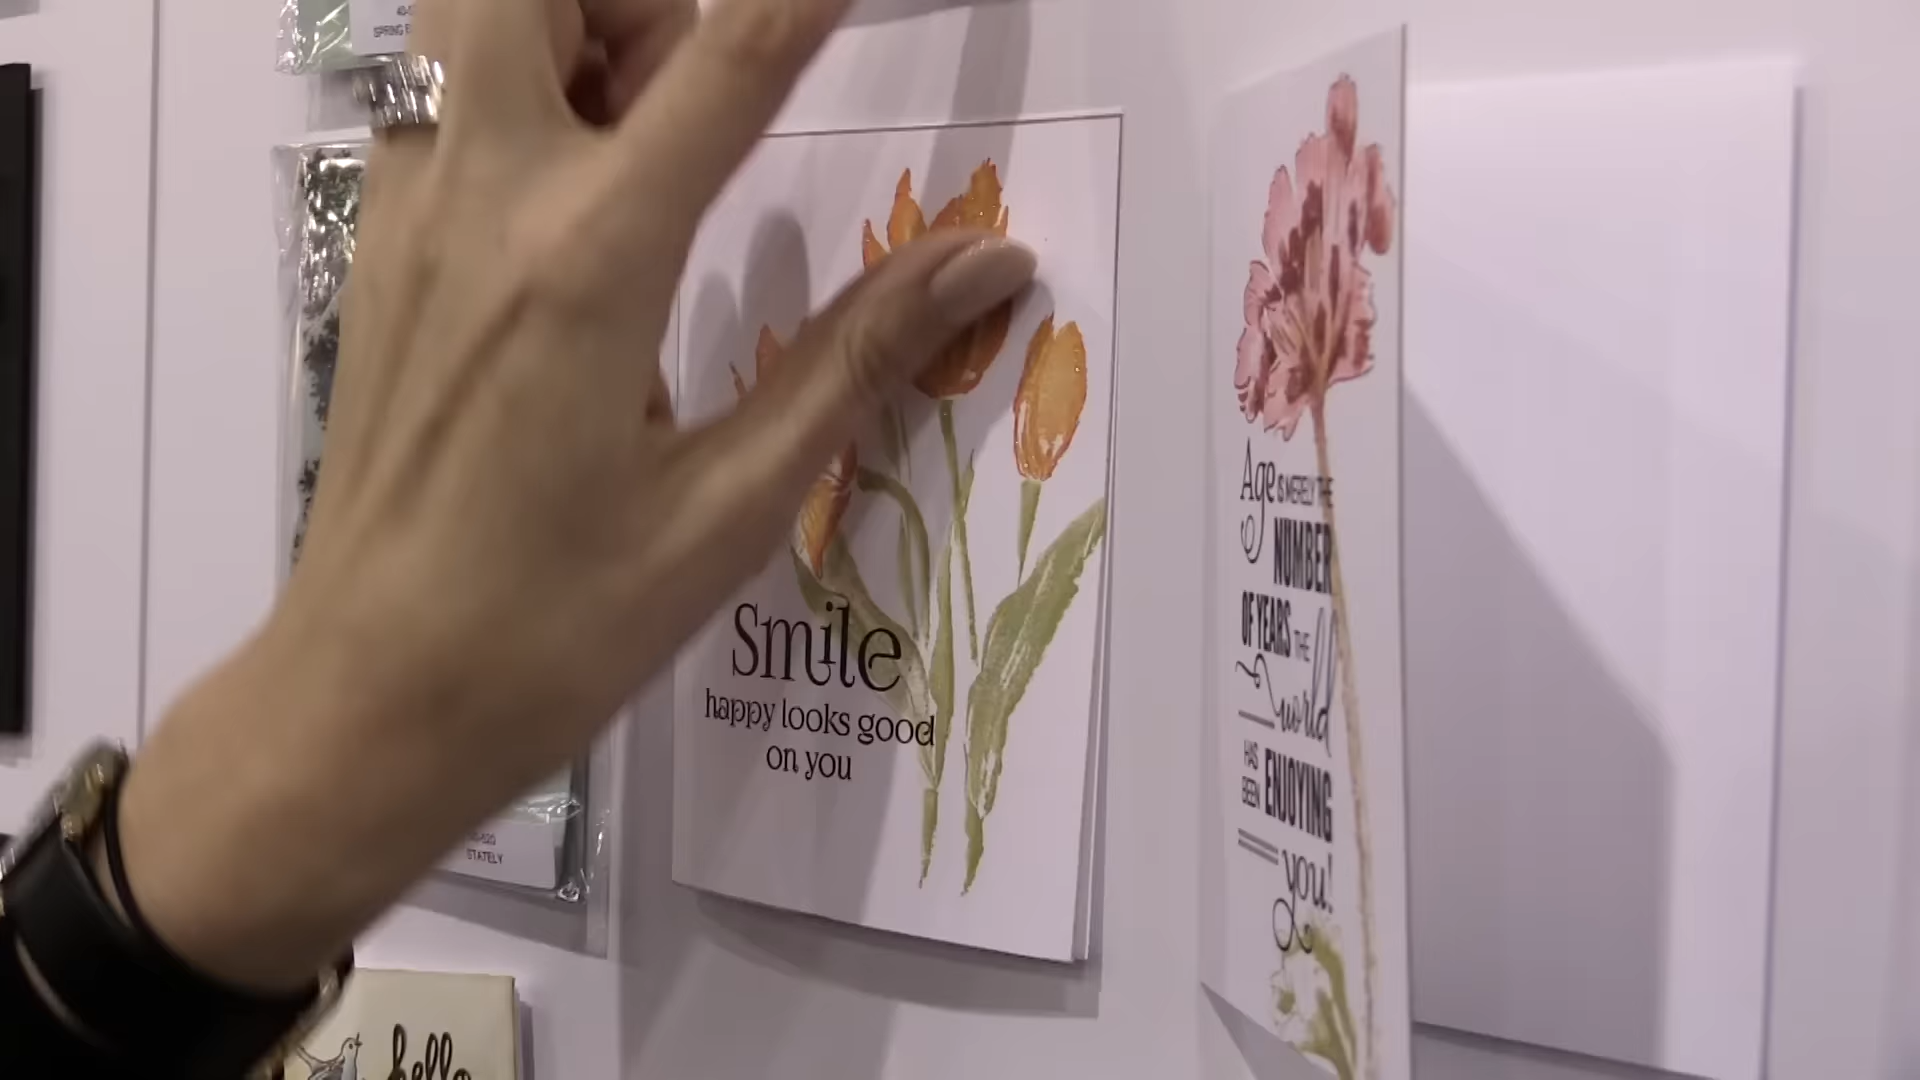 SPRING
Smile
happy looks good
on you
Age IS MERELY THE
NUMBER
OF YEARS THE
world
HAS
BEEN ENJOYING
you!
STATELY
hello